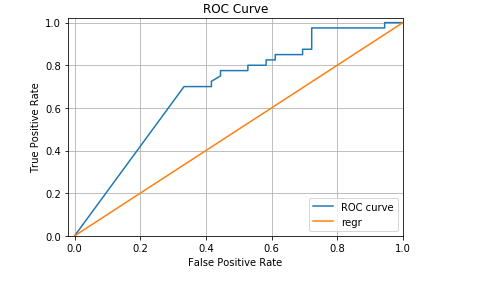 ROC Curve
1.0
0.8
0.6
0.4
0.2
0.0
True Positive Rate
0.0 0.2 0.4 0.6 0.8 1.0
False Positive Rate
ROC curve
regr